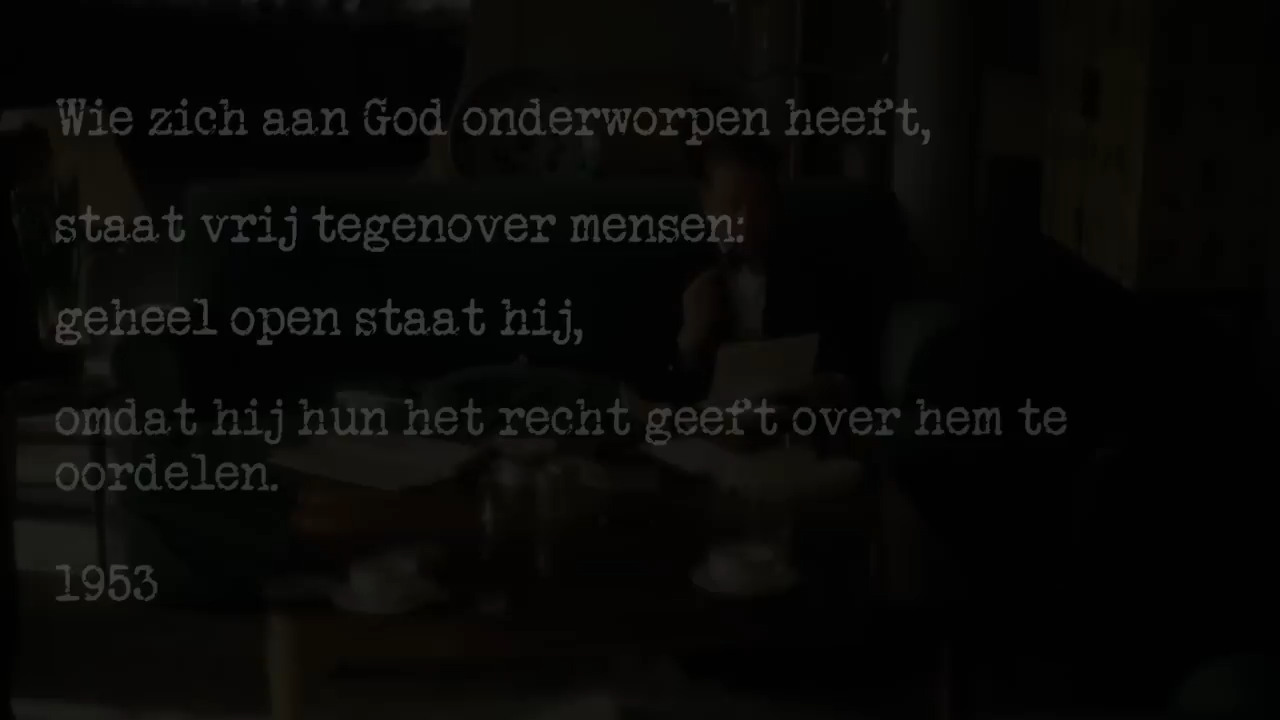 Wie zich aan God onderworpen heeft,
staat vrij tegenover mensen:
geheel open staat hij,
omdat hij hun het recht geeft over hem te
oordelen.
1953